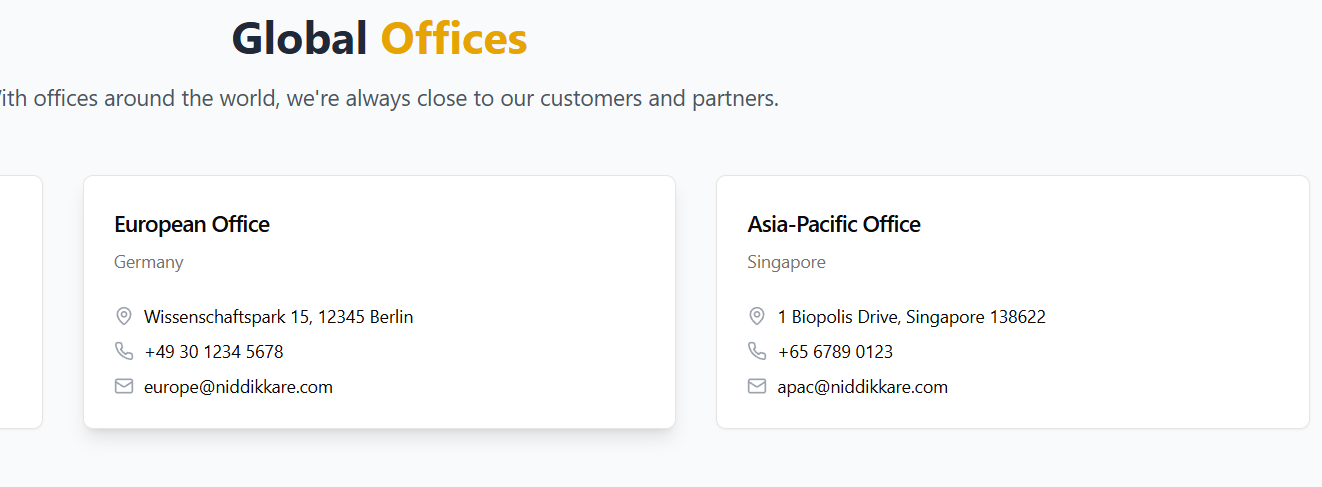 Global Offices
ith offices around the world, we're always close to our customers and partners.
European Office
Germany
Wissenschaftspark 15, 12345 Berlin
+49 30 1234 5678
europe@niddikkare.com
Asia-Pacific Office
Singapore
1 Biopolis Drive, Singapore 138622
+65 6789 0123
apac@niddikkare.com